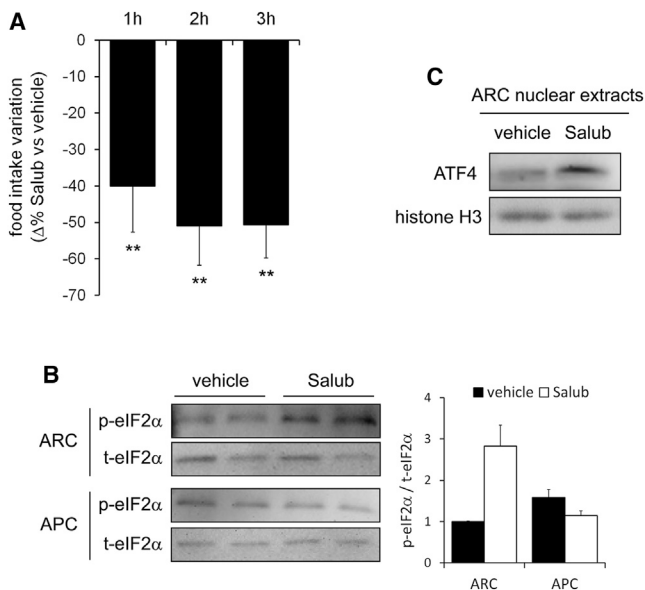 A
1h 2h 3h
food intake variation
(Δ% Salub vs vehicle)
0
-10
-20
-30
-40
-50
-60
-70
** ** **
C
ARC nuclear extracts
vehicle Salub
ATF4
histone H3
B
vehicle Salub
ARC
p-eIF2α
t-eIF2α
APC
p-eIF2α
t-eIF2α
vehicle Salub
p-eIF2α / t-eIF2α
4
3
2
1
0
ARC APC